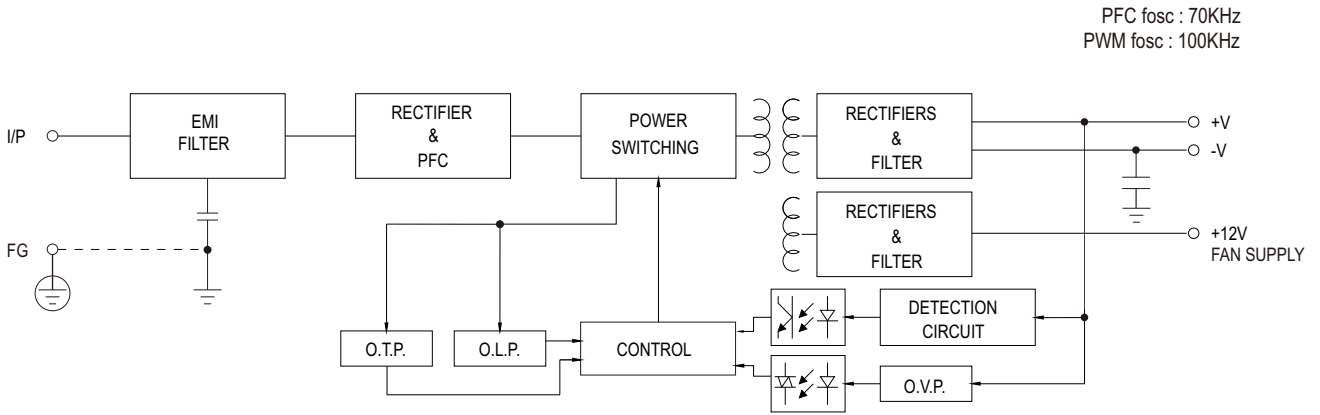 PFC fosc : 70KHz
PWM fosc : 100KHz
I/P
EMI
FILTER
RECTIFIER
&
PFC
POWER
SWITCHING
RECTIFIERS
&
FILTER
+V
-V
FG
RECTIFIERS
&
FILTER
+12V
FAN SUPPLY
O.T.P.
O.L.P.
CONTROL
DETECTION
CIRCUIT
O.V.P.